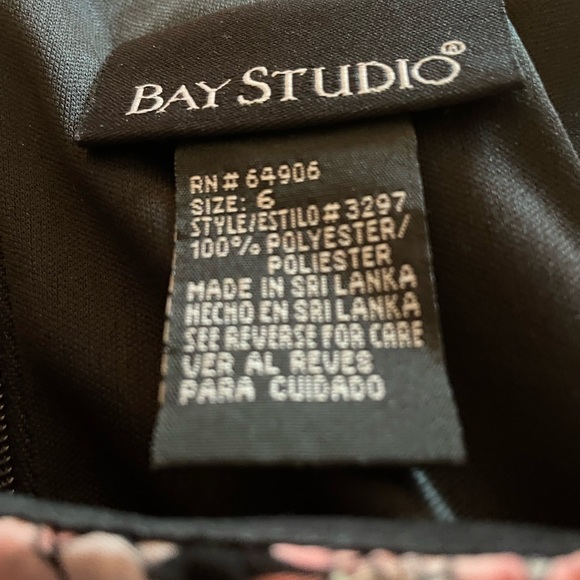 BAY STUDIO®
RN# 64906
SIZE: 6
STYLE/ESTILO#3297
100% POLYESTER/
POLIESTER
MADE IN SRI LANKA
HECHO EN SRI LANKA
SEE REVERSE FOR CARE
VER AL REVES
PARA CUIDADO